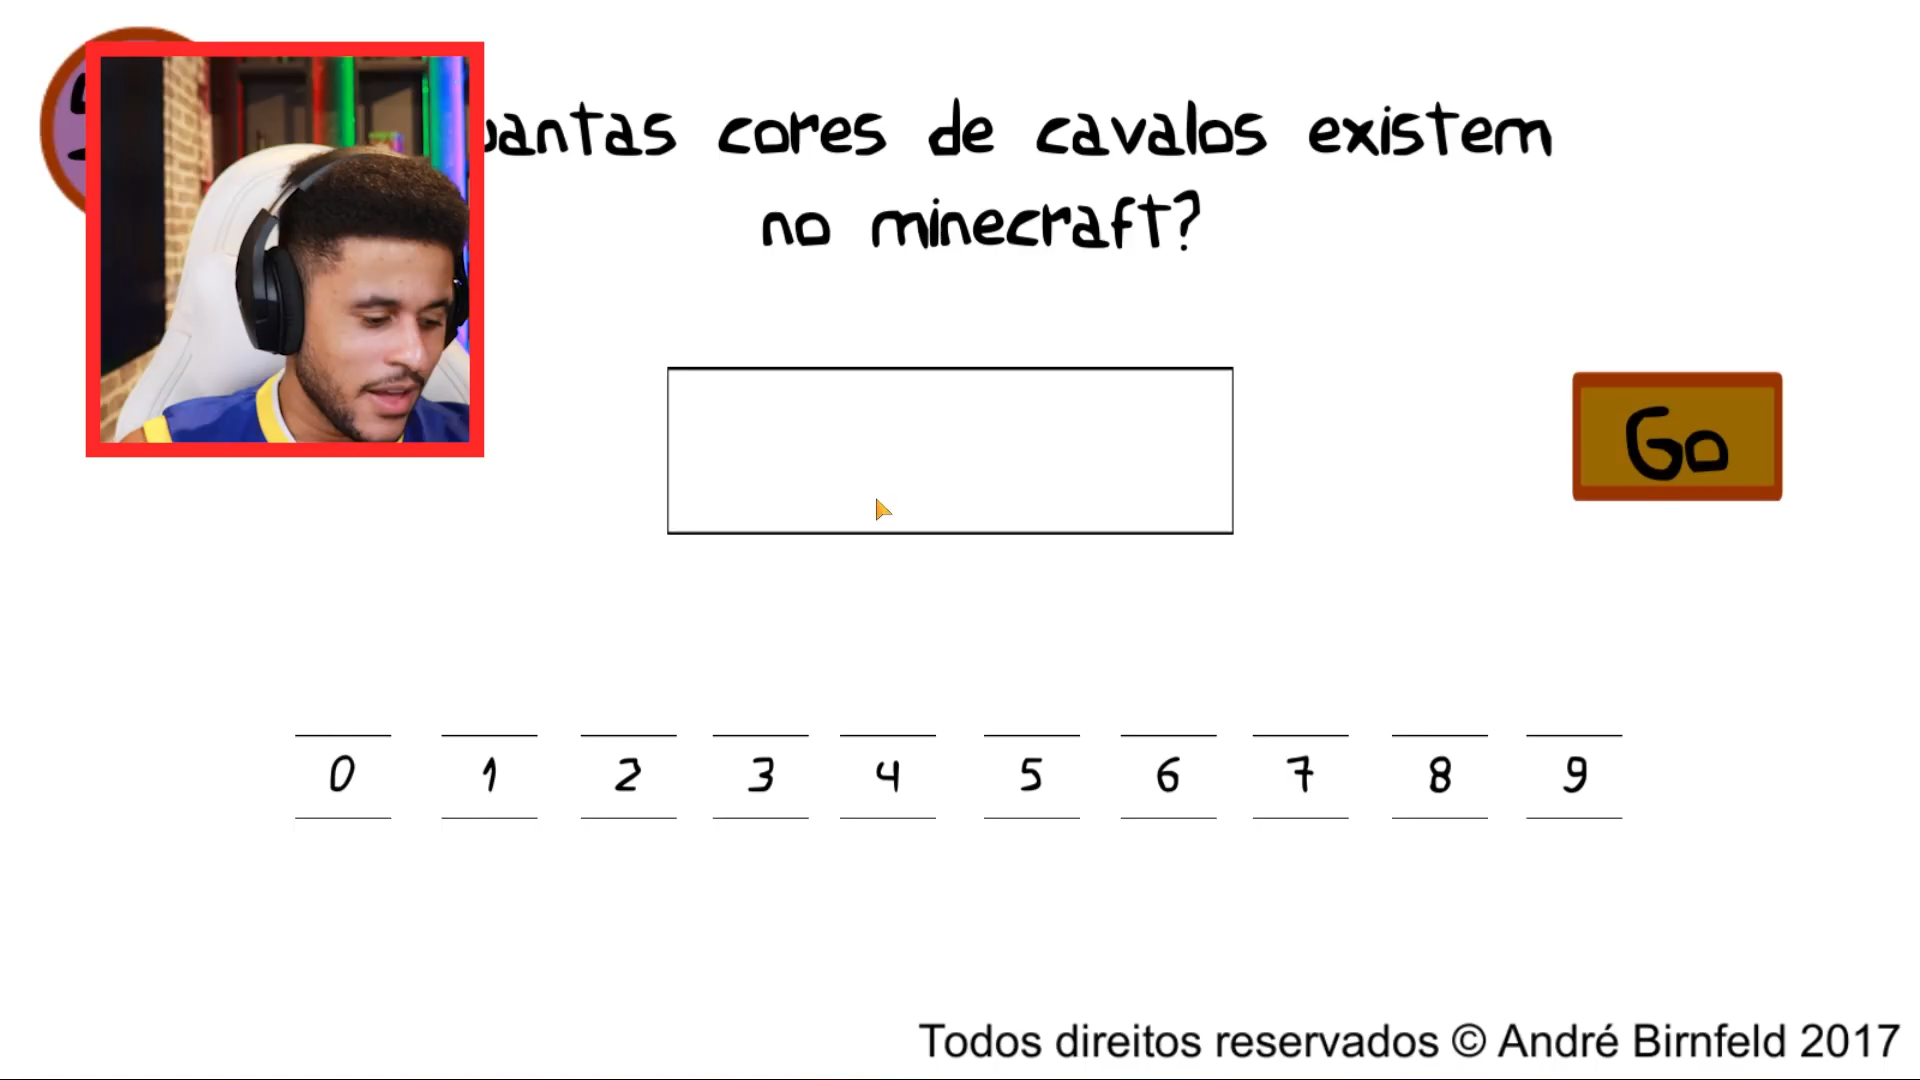 cores de cavalos existem
no minecraft?
Go
0 1 2 3 4 5 6 7 8 9
Todos direitos reservados © André Birnfeld 2017